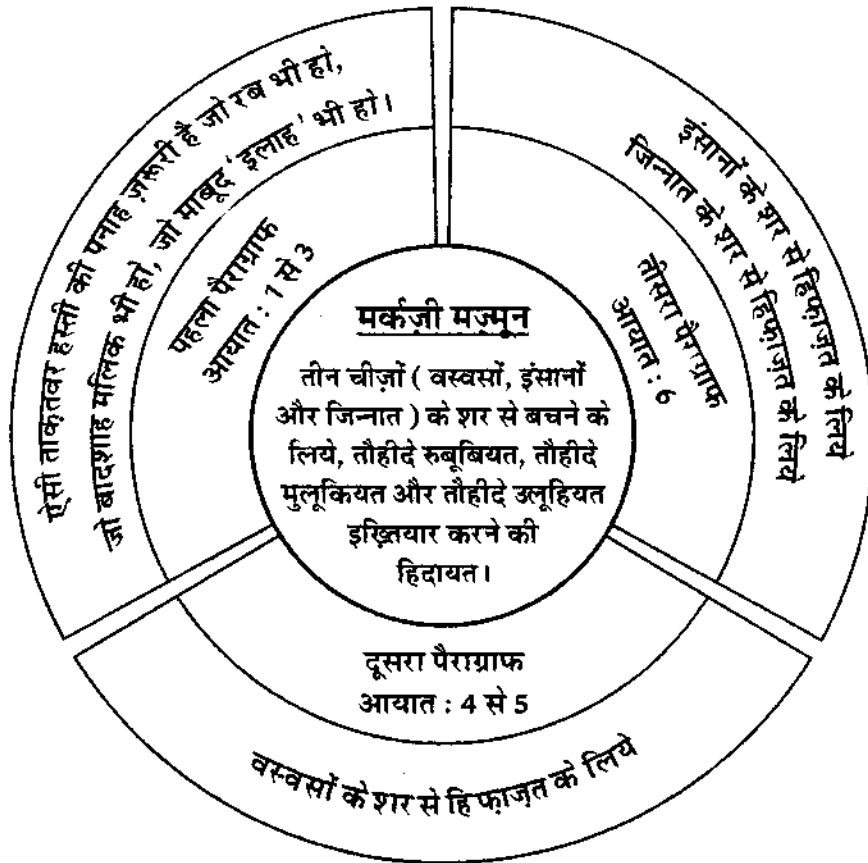 ऐसी ताक़तवर हस्ती की पनाह ज़रूरी है जो रब भी हो,
जो बादशाह मलिक भी हो, जो माबूद 'इलाह' भी हो।
पहला पैराग्राफ
आयात : 1 से 3
इंसानों के शर से हिफ़ाज़त के लिये
जिन्नात के शर से हिफ़ाज़त के लिये
तीसरा पैराग्राफ
आयात : 6
मर्कज़ी मज़्मून
तीन चीज़ों ( वस्वसों, इंसानों
और जिन्नात ) के शर से बचने के
लिये, तौहीदे रुबूबियत, तौहीदे
मुलूकियत और तौहीदे उलूहियत
इख़्तियार करने की
हिदायत।
दूसरा पैराग्राफ
आयात : 4 से 5
वस्वसों के शर से हिफ़ाज़त के लिये